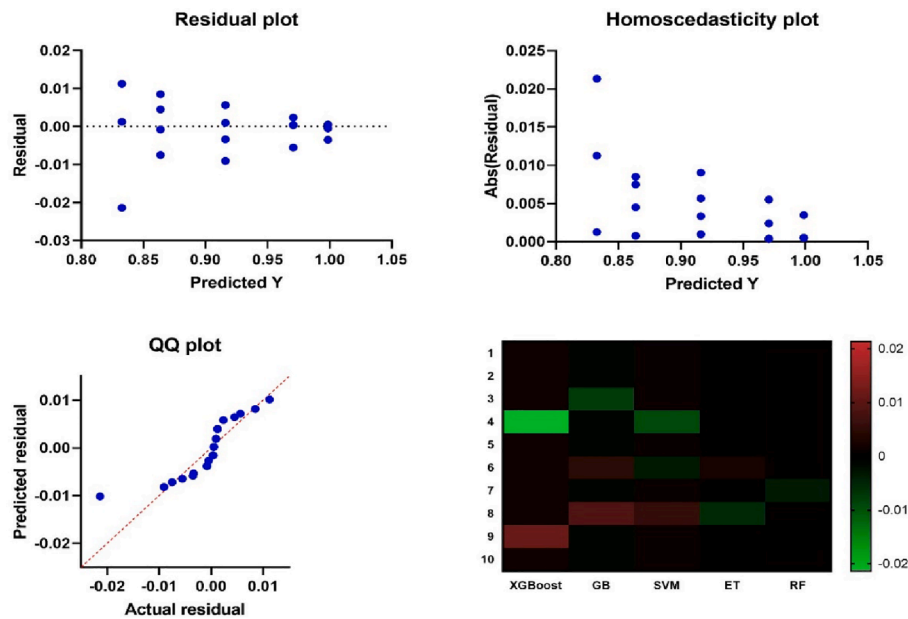 Residual plot
0.02
0.01
0.00
-0.01
-0.02
-0.03
Residual
0.80 0.85 0.90 0.95 1.00 1.05
Predicted Y
Homoscedasticity plot
0.025
0.020
0.015
0.010
0.005
0.000
Abs(Residual)
0.80 0.85 0.90 0.95 1.00 1.05
Predicted Y
QQ plot
0.01
0.00
-0.01
-0.02
Predicted residual
-0.02 -0.01 0.00 0.01
Actual residual
1
2
3
4
5
6
7
8
9
10
XGBoost GB SVM ET RF
0.02
0.01
0
-0.01
-0.02